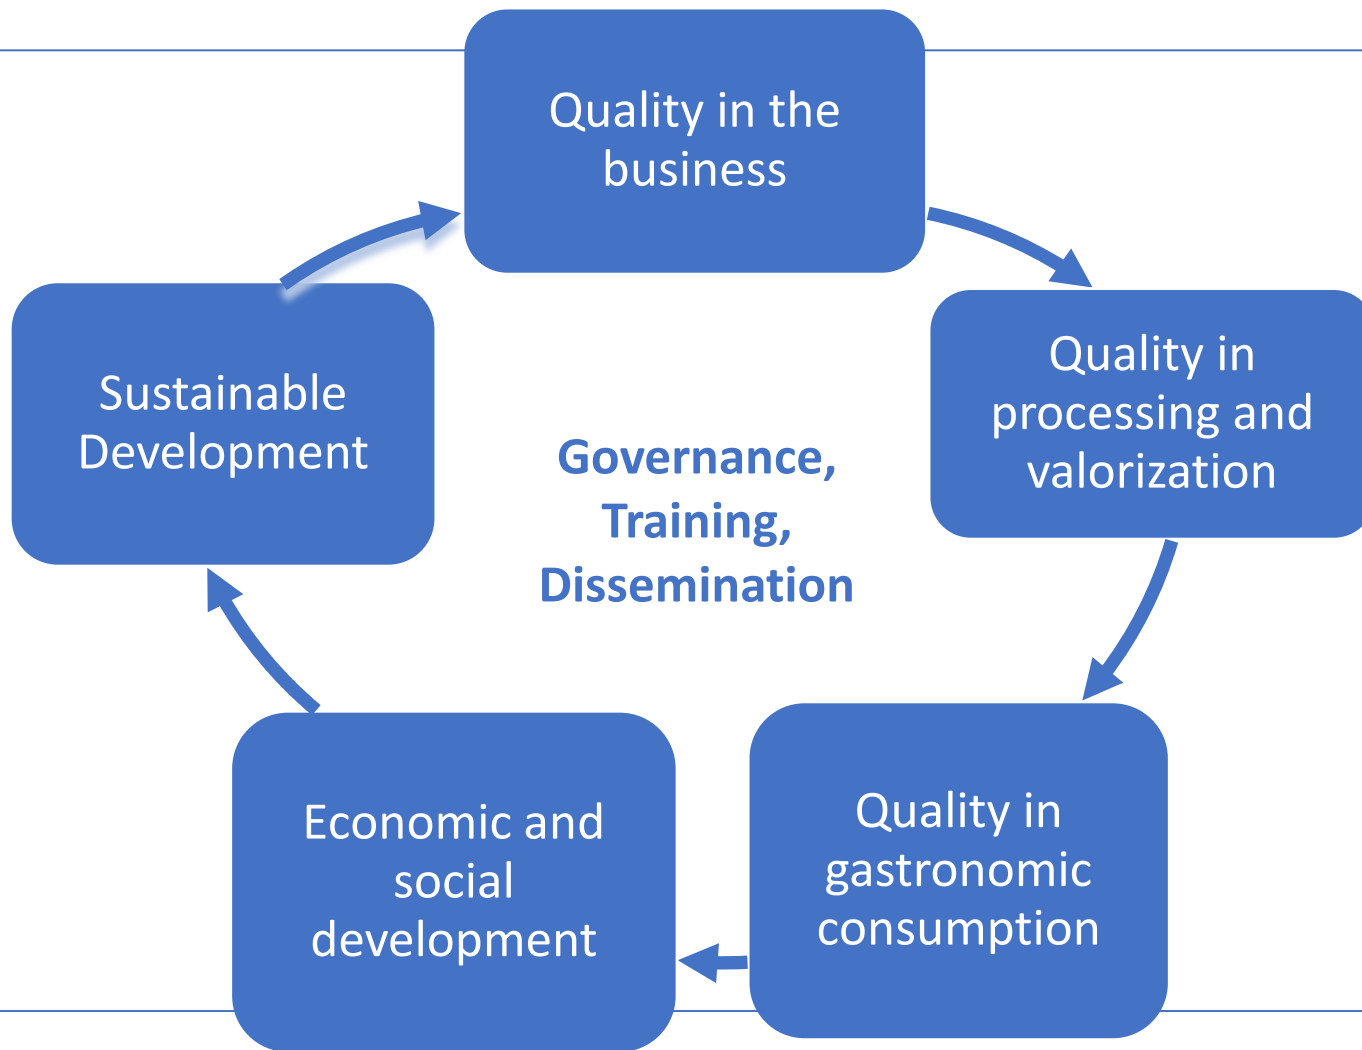 Quality in the
business
Quality in
processing and
valorization
Quality in
gastronomic
consumption
Economic and
social
development
Sustainable
Development
Governance,
Training,
Dissemination